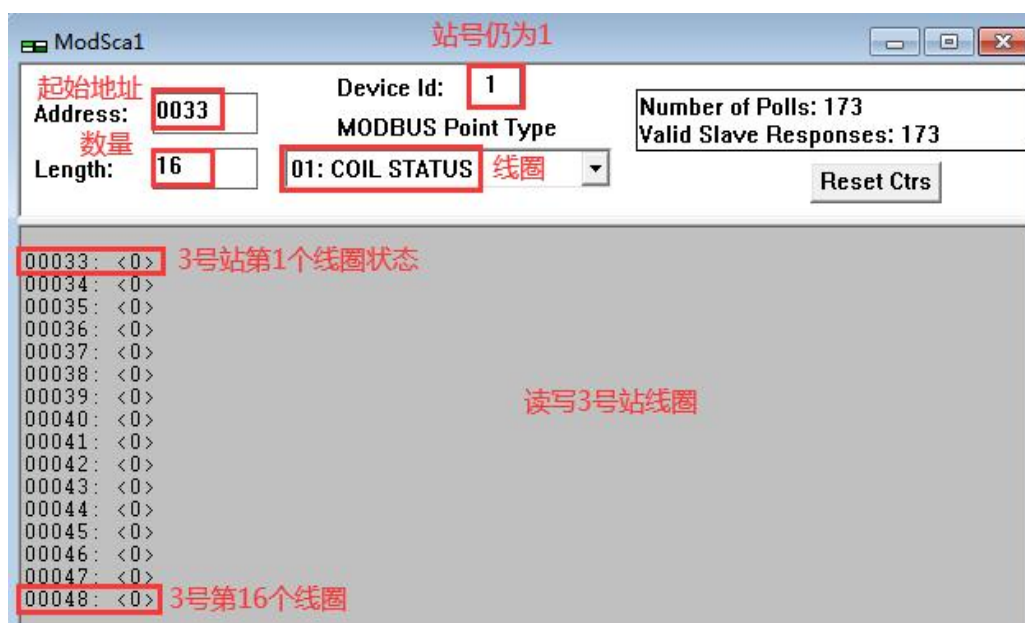 ModSca1
站号仍为1
起始地址
Address: 0033
Device Id: 1
Number of Polls: 173
Valid Slave Responses: 173
数量
Length: 16
MODBUS Point Type
01: COIL STATUS 线圈
Reset Ctrs
00033: <0> 3号站第1个线圈状态
00034: <0>
00035: <0>
00036: <0>
00037: <0>
00038: <0>
00039: <0>
读写3号站线圈
00040: <0>
00041: <0>
00042: <0>
00043: <0>
00044: <0>
00045: <0>
00046: <0>
00047: <0>
00048: <0> 3号第16个线圈